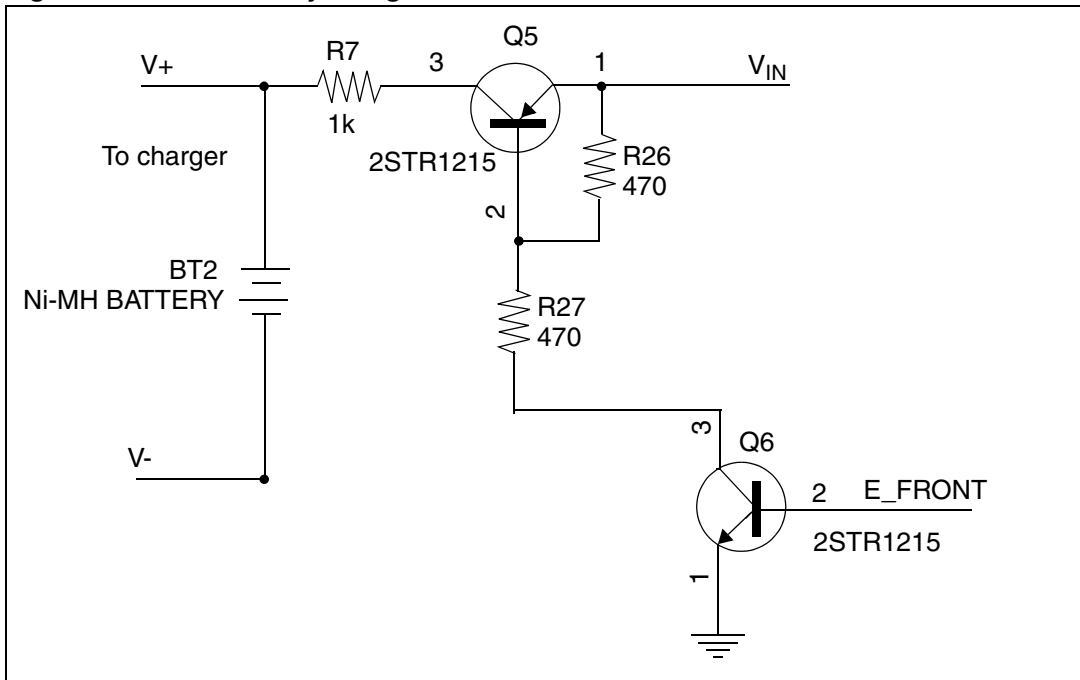 Q5
R7
3
1
V+
VIN
1k
To charger
2STR1215
R26
470
2
BT2
Ni-MH BATTERY
R27
470
3
Q6
V-
2
E_FRONT
2STR1215
1